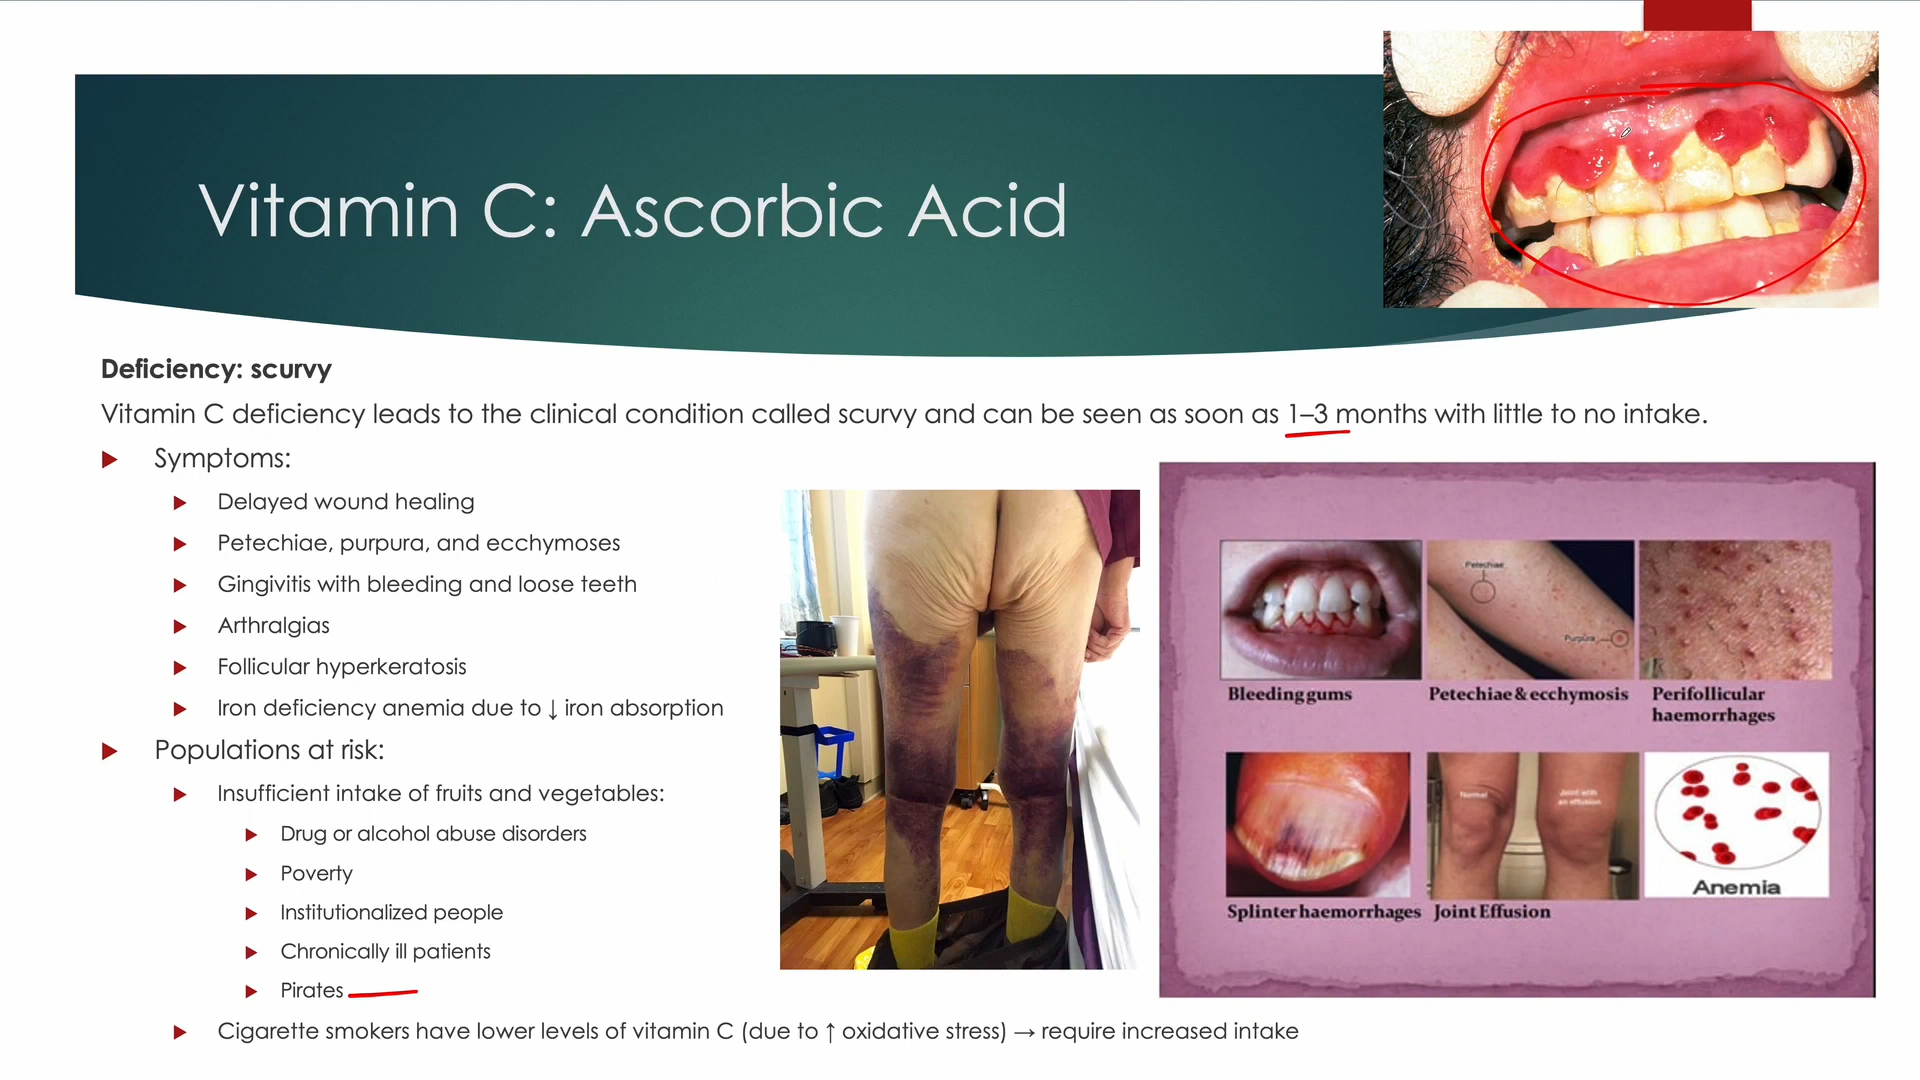 Vitamin C: Ascorbic Acid
Deficiency: scurvy
Vitamin C deficiency leads to the clinical condition called scurvy and can be seen as soon as 1–3 months with little to no intake.
Symptoms:
Delayed wound healing
Petechiae, purpura, and ecchymoses
Gingivitis with bleeding and loose teeth
Arthralgias
Follicular hyperkeratosis
Iron deficiency anemia due to ↓ iron absorption
Populations at risk:
Insufficient intake of fruits and vegetables:
Drug or alcohol abuse disorders
Poverty
Institutionalized people
Chronically ill patients
Pirates
Cigarette smokers have lower levels of vitamin C (due to ↑ oxidative stress) → require increased intake
Petechiae
Purpura
Bleeding gums
Petechiae & ecchymosis
Perifollicular
haemorrhages
Normal
Joint with
an effusion
Anemia
Splinter haemorrhages
Joint Effusion